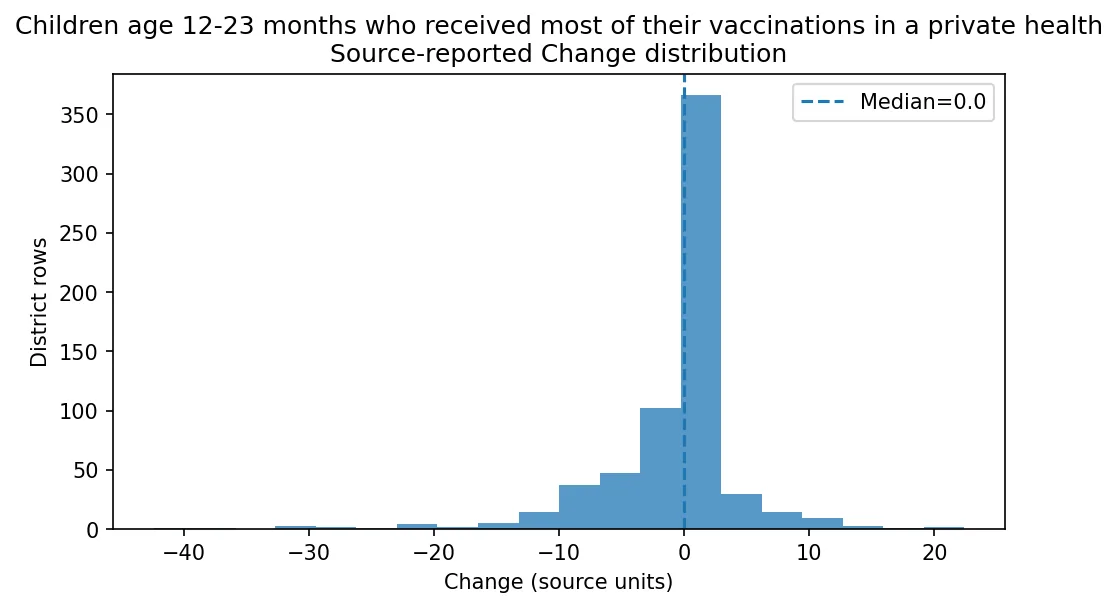 Children age 12-23 months who received most of their vaccinations in a private health
Source-reported Change distribution
Median=0.0
District rows
350
300
250
200
150
100
50
0
−40 −30 −20 −10 0 10 20
Change (source units)